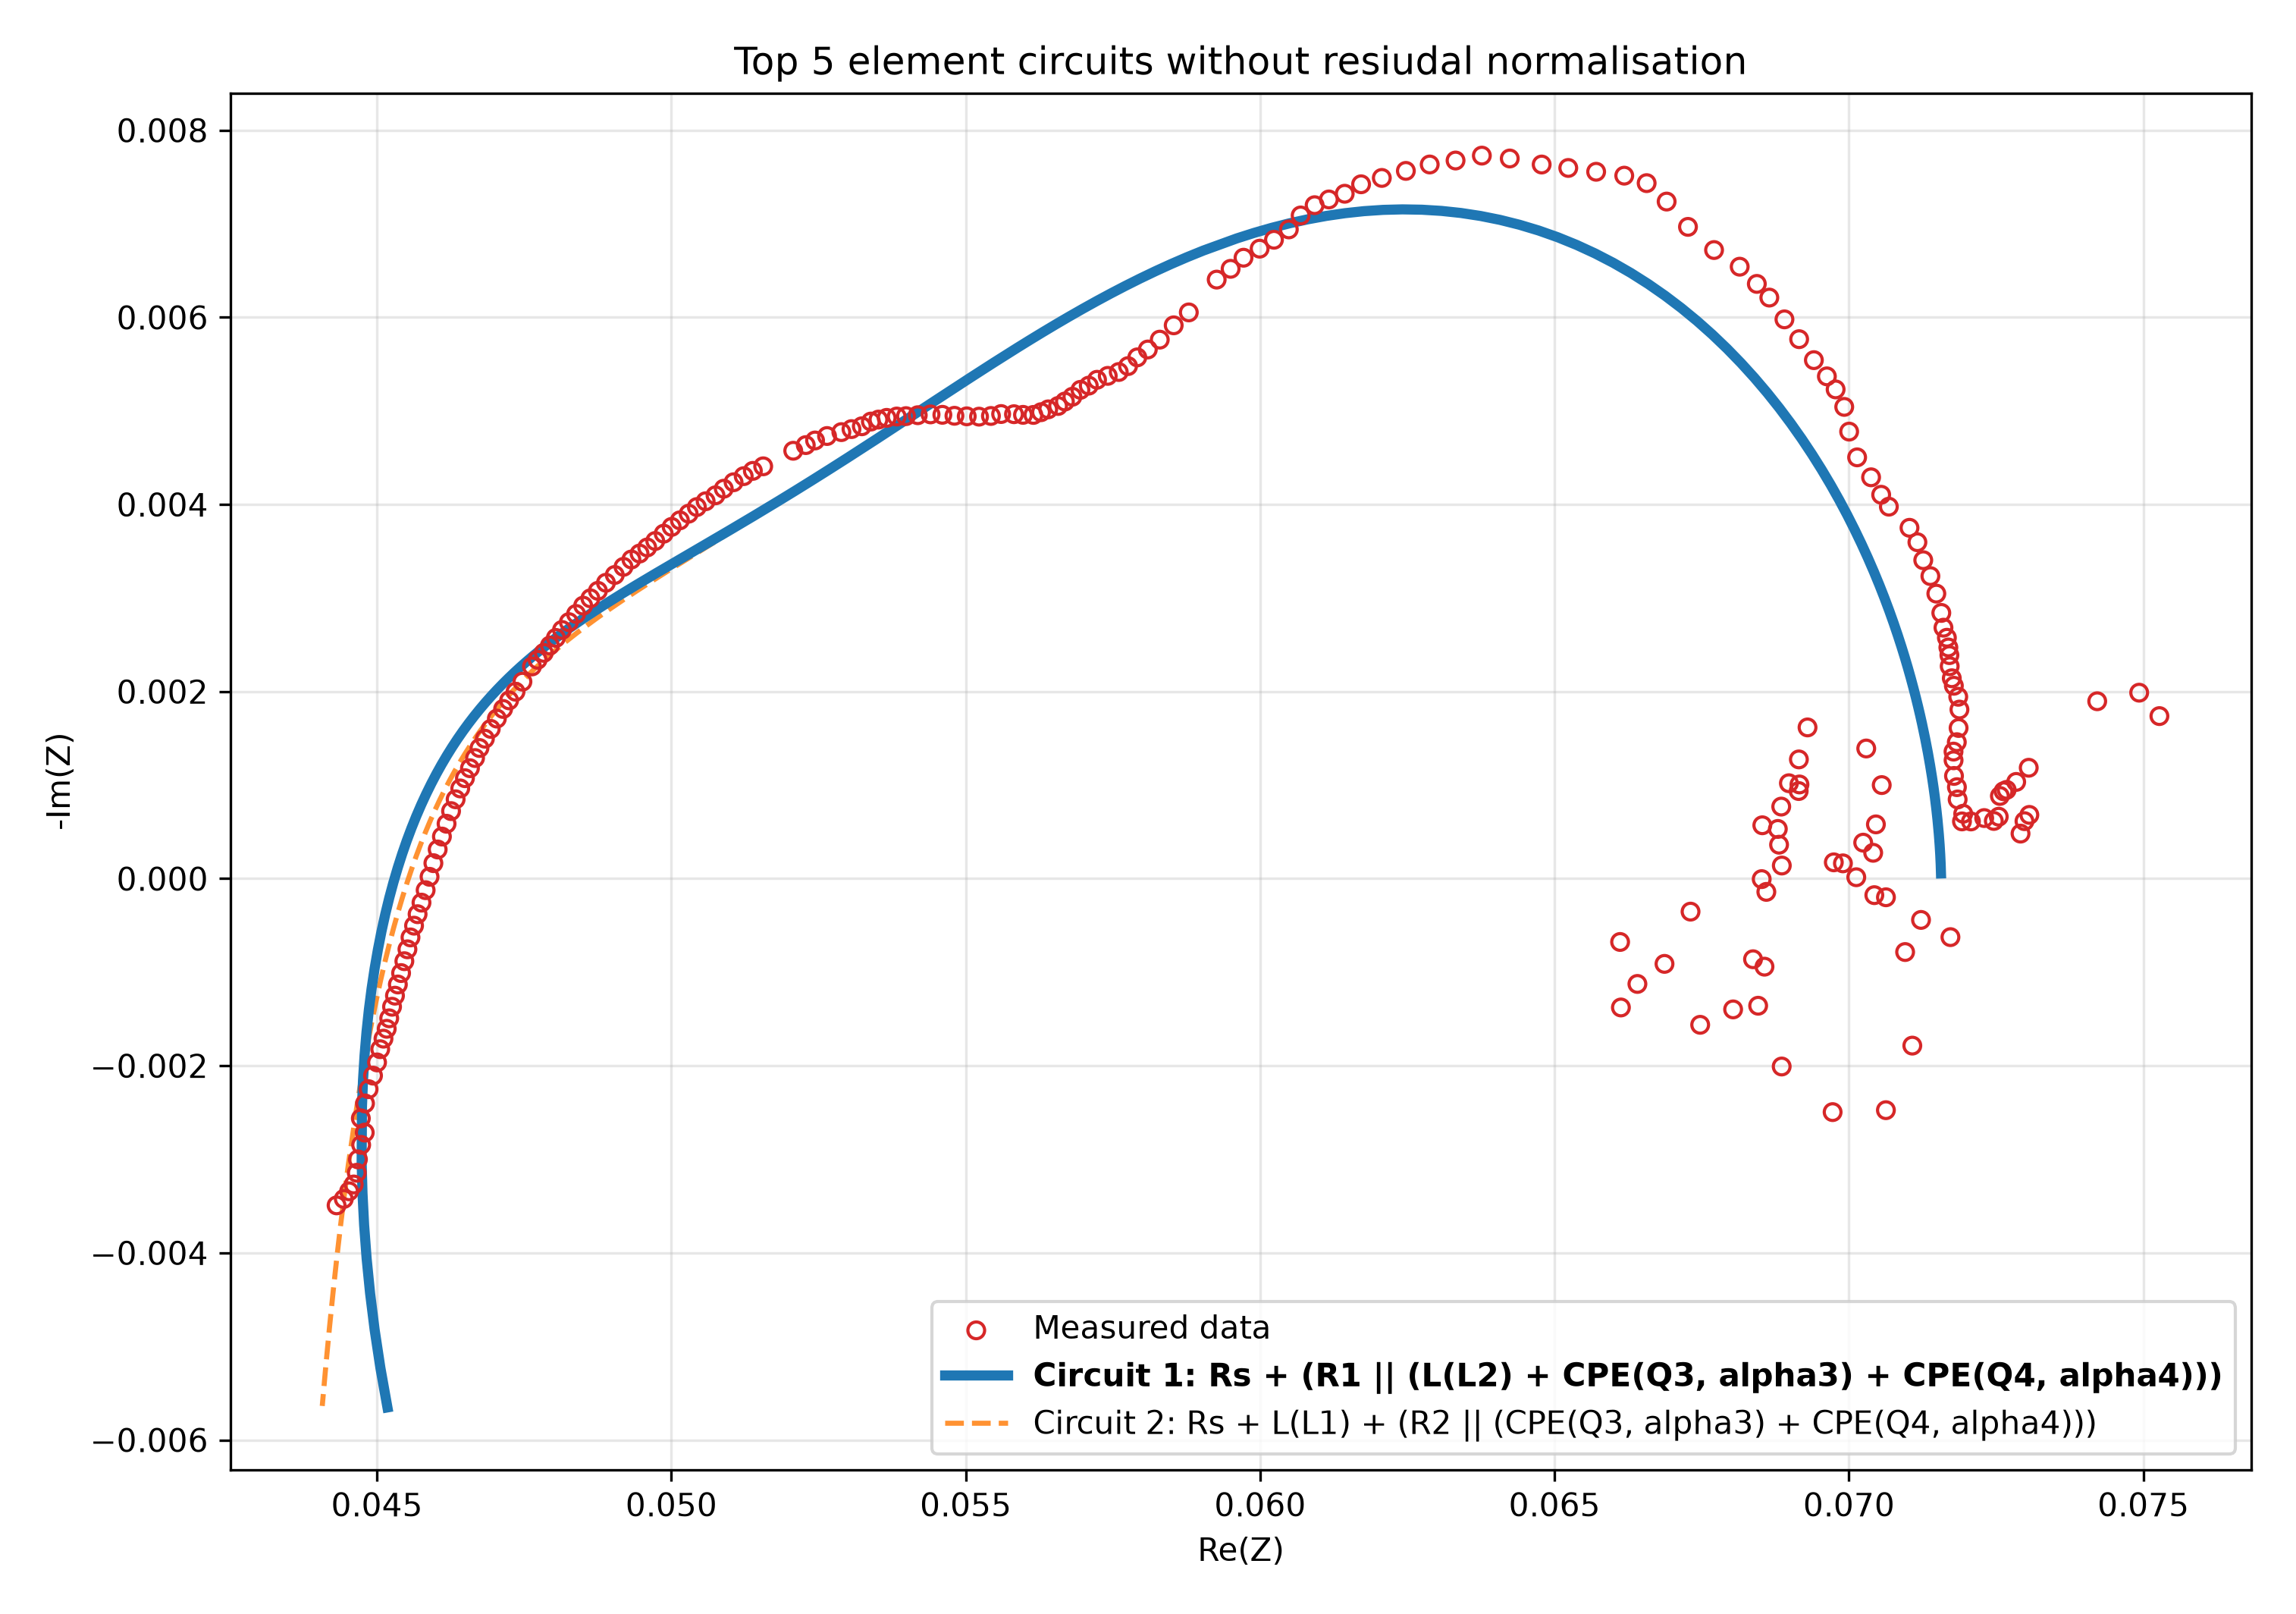 Top 5 element circuits without resiudal normalisation
0.008
0.006
0.004
0.002
0.000
−0.002
−0.004
−0.006
-Im(Z)
0.045
0.050
0.055
0.060
0.065
0.070
0.075
Re(Z)
Measured data
Circuit 1: Rs + (R1 || (L(L2) + CPE(Q3, alpha3) + CPE(Q4, alpha4)))
Circuit 2: Rs + L(L1) + (R2 || (CPE(Q3, alpha3) + CPE(Q4, alpha4)))